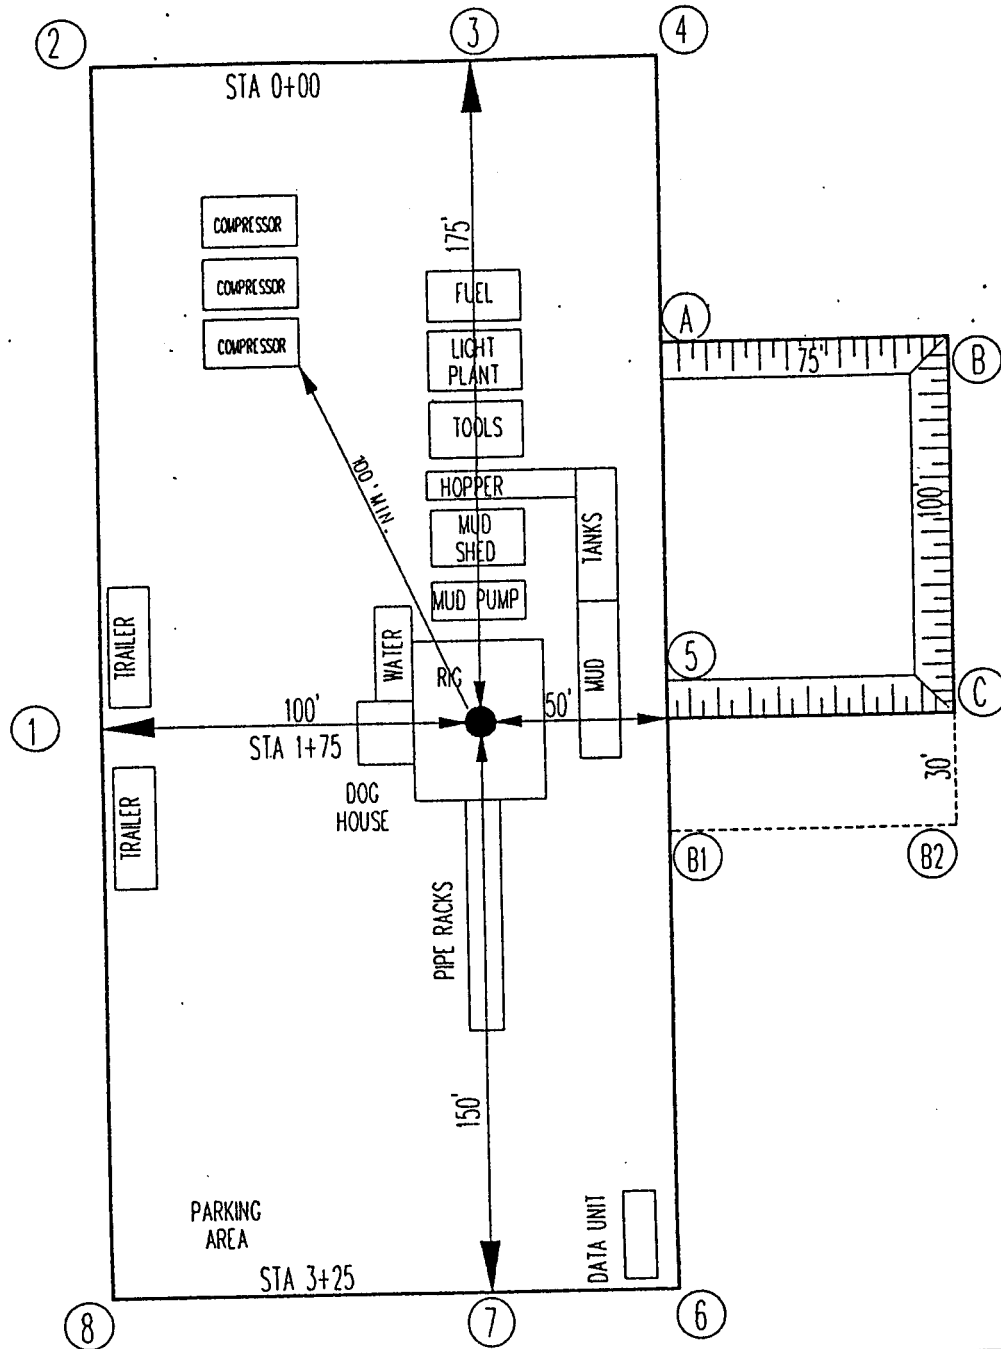 2
3
4
STA 0+00
175'
COMPRESSOR
COMPRESSOR
COMPRESSOR
FUEL
LIGHT
PLANT
TOOLS
HOPPER
MUD
SHED
MUD PUMP
TANKS
MUD
100' MIN.
A
75'
B
100'
5
C
30'
B1
B2
TRAILER
WATER
RIG
1
100'
50'
STA 1+75
DOG
HOUSE
TRAILER
PIPE RACKS
150'
PARKING
AREA
DATA UNIT
STA 3+25
8
7
6